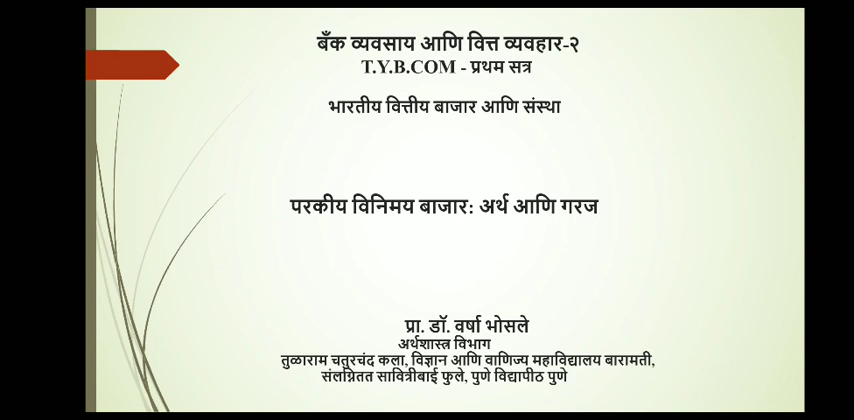 बँक व्यवसाय आणि वित्त व्यवहार-२
T.Y.B.COM - प्रथम सत्र
भारतीय वित्तीय बाजार आणि संस्था
परकीय विनिमय बाजार: अर्थ आणि गरज
प्रा. डॉ. वर्षा भोसले
अर्थशास्त्र विभाग
तुळाराम चतुरचंद कला, विज्ञान आणि वाणिज्य महाविद्यालय बारामती,
संलग्नितत सावित्रीबाई फुले, पुणे विद्यापीठ पुणे